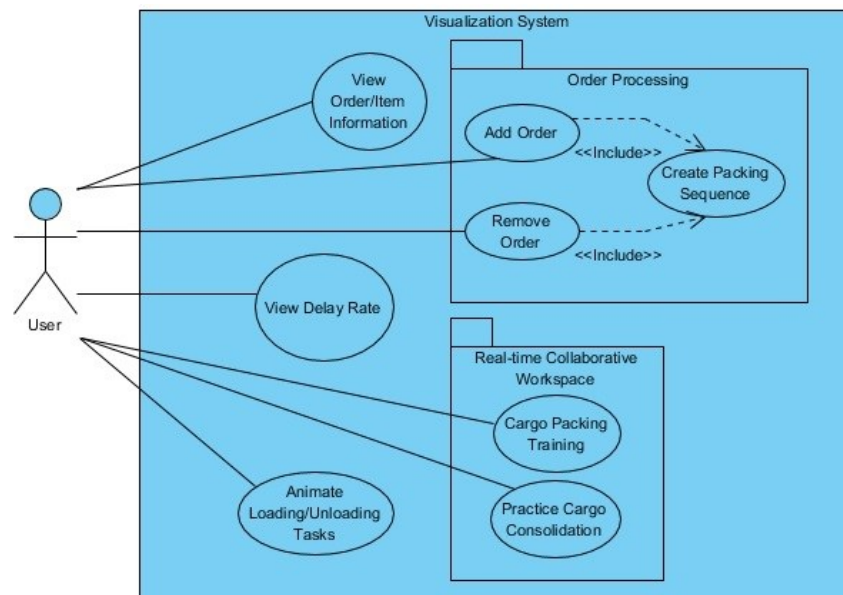 Visualization System
View
Order/Item
Information
Order Processing
Add Order
<<Include>>
Create Packing
Sequence
Remove
Order
<<Include>>
User
View Delay Rate
Real-time Collaborative
Workspace
Cargo Packing
Training
Animate
Loading/Unloading
Tasks
Practice Cargo
Consolidation